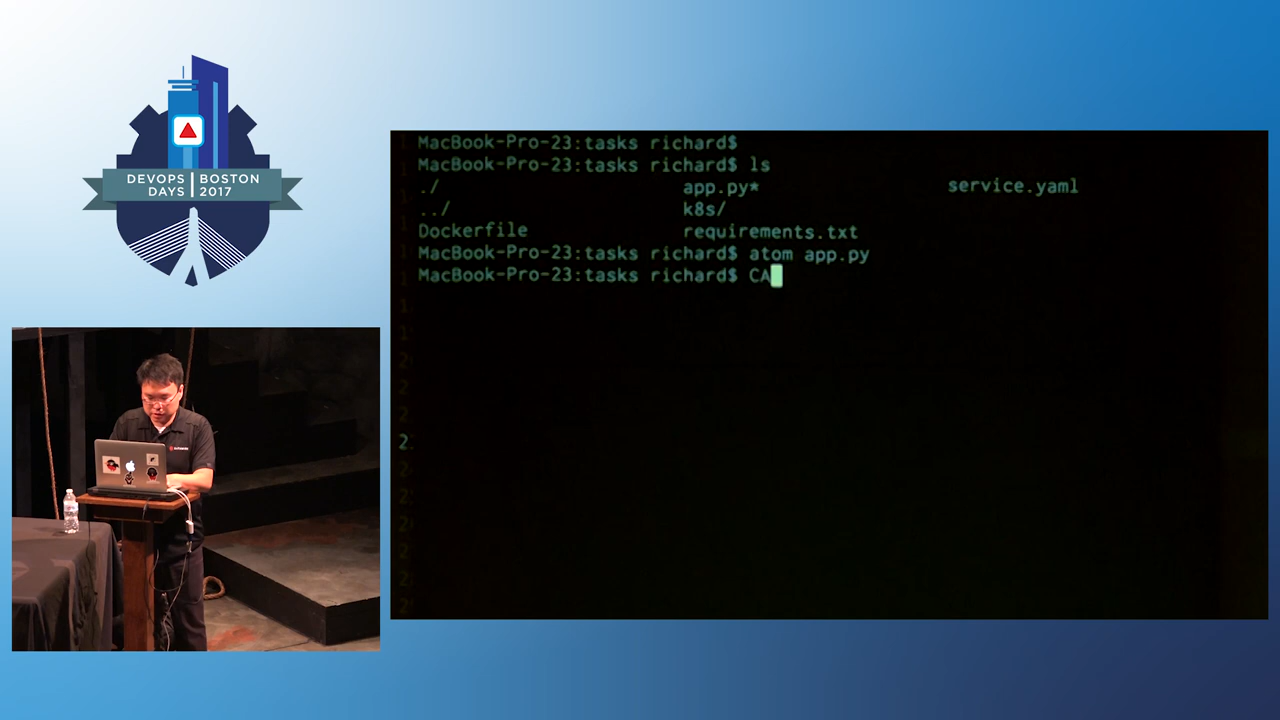 DEVOPS BOSTON
DAYS 2017
MacBook-Pro-23:tasks richard$
MacBook-Pro-23:tasks richard$ ls
./ app.py* service.yaml
../ k8s/
Dockerfile requirements.txt
MacBook-Pro-23:tasks richard$ atom app.py
MacBook-Pro-23:tasks richard$ CA